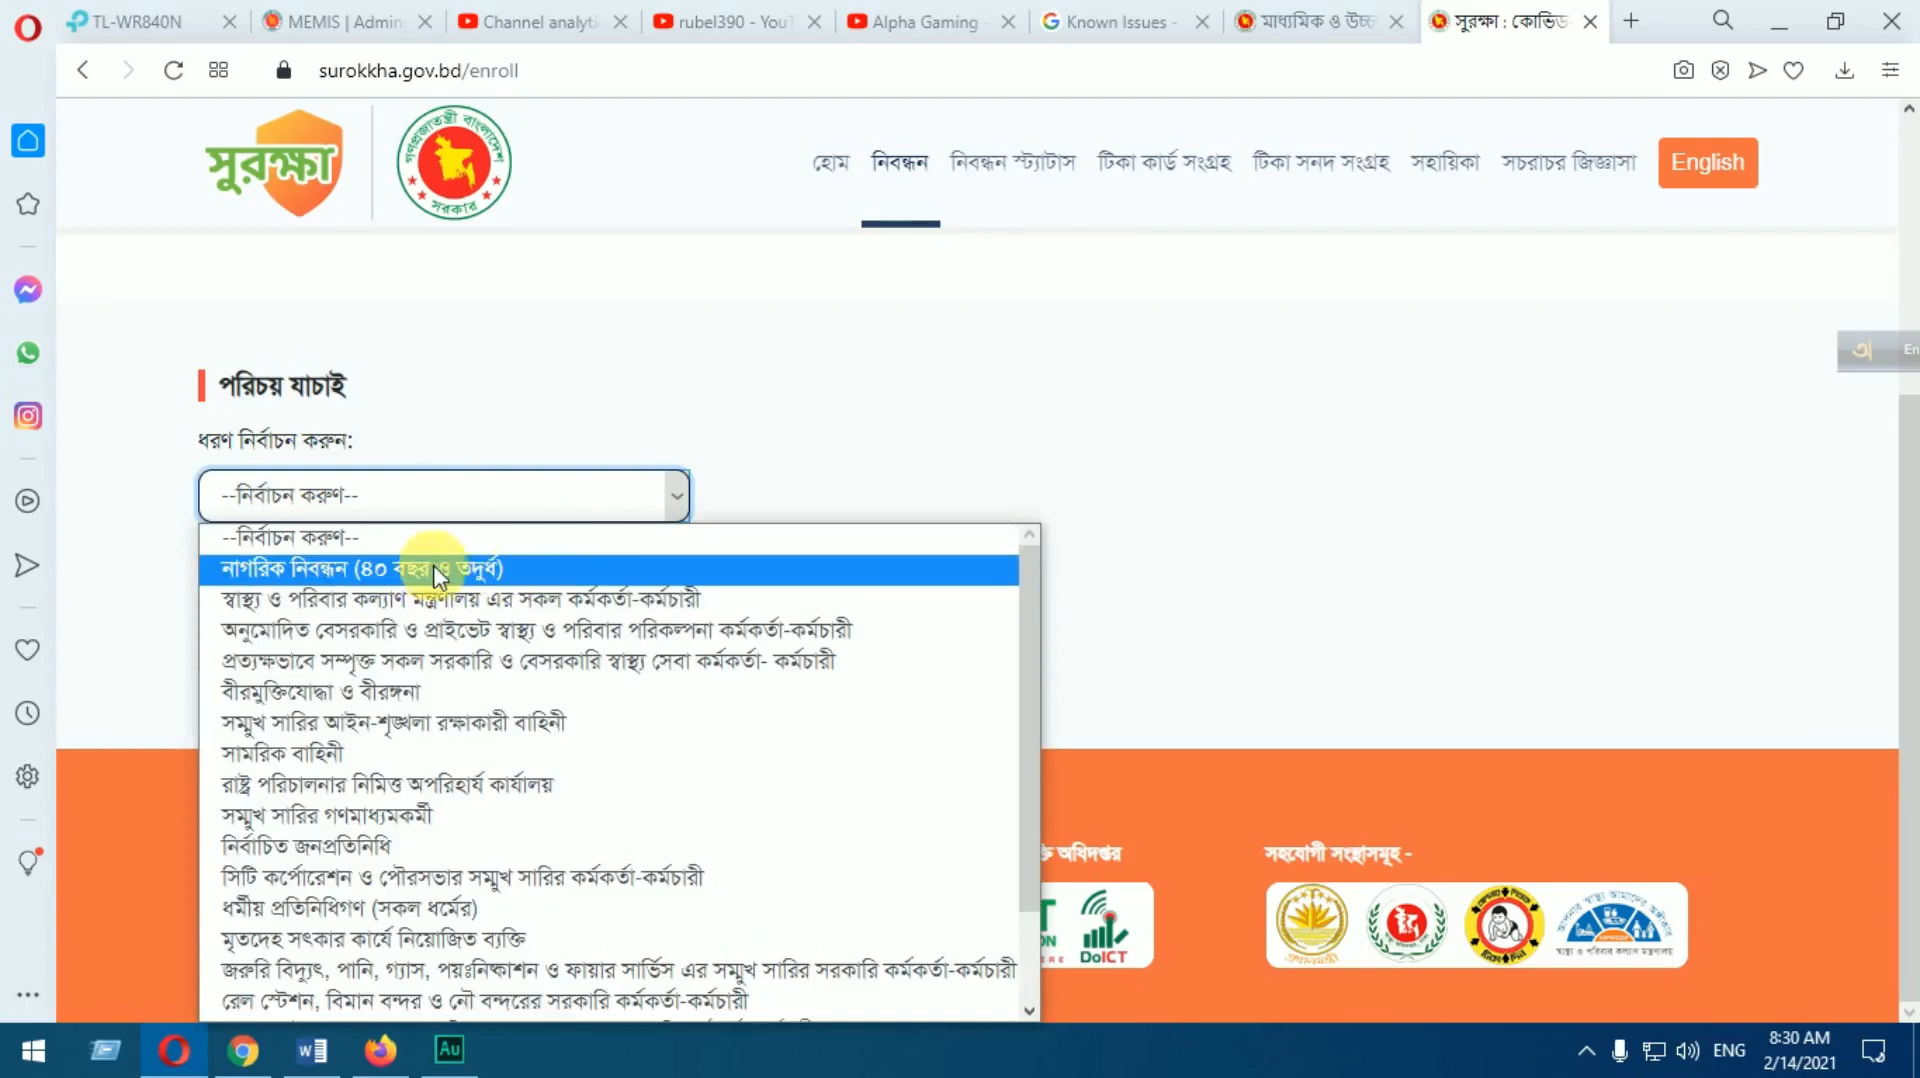 TL-WR840N
MEMIS | Admin
Channel analyti
rubel390 - YouT
Alpha Gaming -
Known Issues -
মাধ্যমিক ও উচ্চ
সুরক্ষা : কোভিড
surokkha.gov.bd/enroll
সুরক্ষা
গণপ্রজাতন্ত্রী বাংলাদেশ
সরকার
হোম নিবন্ধন নিবন্ধন স্ট্যাটাস টিকা কার্ড সংগ্রহ টিকা সনদ সংগ্রহ সহায়িকা সচরাচর জিজ্ঞাসা English
অ En
পরিচয় যাচাই
ধরণ নির্বাচন করুন:
--নির্বাচন করুণ--
--নির্বাচন করুণ--
নাগরিক নিবন্ধন (৪০ বছর ও তদুর্ধ)
স্বাস্থ্য ও পরিবার কল্যাণ মন্ত্রণালয় এর সকল কর্মকর্তা-কর্মচারী
অনুমোদিত বেসরকারি ও প্রাইভেট স্বাস্থ্য ও পরিবার পরিকল্পনা কর্মকর্তা-কর্মচারী
প্রত্যক্ষভাবে সম্পৃক্ত সকল সরকারি ও বেসরকারি স্বাস্থ্য সেবা কর্মকর্তা- কর্মচারী
বীরমুক্তিযোদ্ধা ও বীরঙ্গনা
সম্মুখ সারির আইন-শৃঙ্খলা রক্ষাকারী বাহিনী
সামরিক বাহিনী
রাষ্ট্র পরিচালনার নিমিত্ত অপরিহার্য কার্যালয়
সম্মুখ সারির গণমাধ্যমকর্মী
নির্বাচিত জনপ্রতিনিধি
সিটি কর্পোরেশন ও পৌরসভার সম্মুখ সারির কর্মকর্তা-কর্মচারী
ধর্মীয় প্রতিনিধিগণ (সকল ধর্মের)
মৃতদেহ সৎকার কার্যে নিয়োজিত ব্যক্তি
জরুরি বিদ্যুৎ, পানি, গ্যাস, পয়ঃনিষ্কাশন ও ফায়ার সার্ভিস এর সম্মুখ সারির সরকারি কর্মকর্তা-কর্মচারী
রেল স্টেশন, বিমান বন্দর ও নৌ বন্দরের সরকারি কর্মকর্তা-কর্মচারী
ক্তি অধিদপ্তর
সহযোগী সংস্থাসমূহ -
DoICT
Au
ENG
8:30 AM
2/14/2021